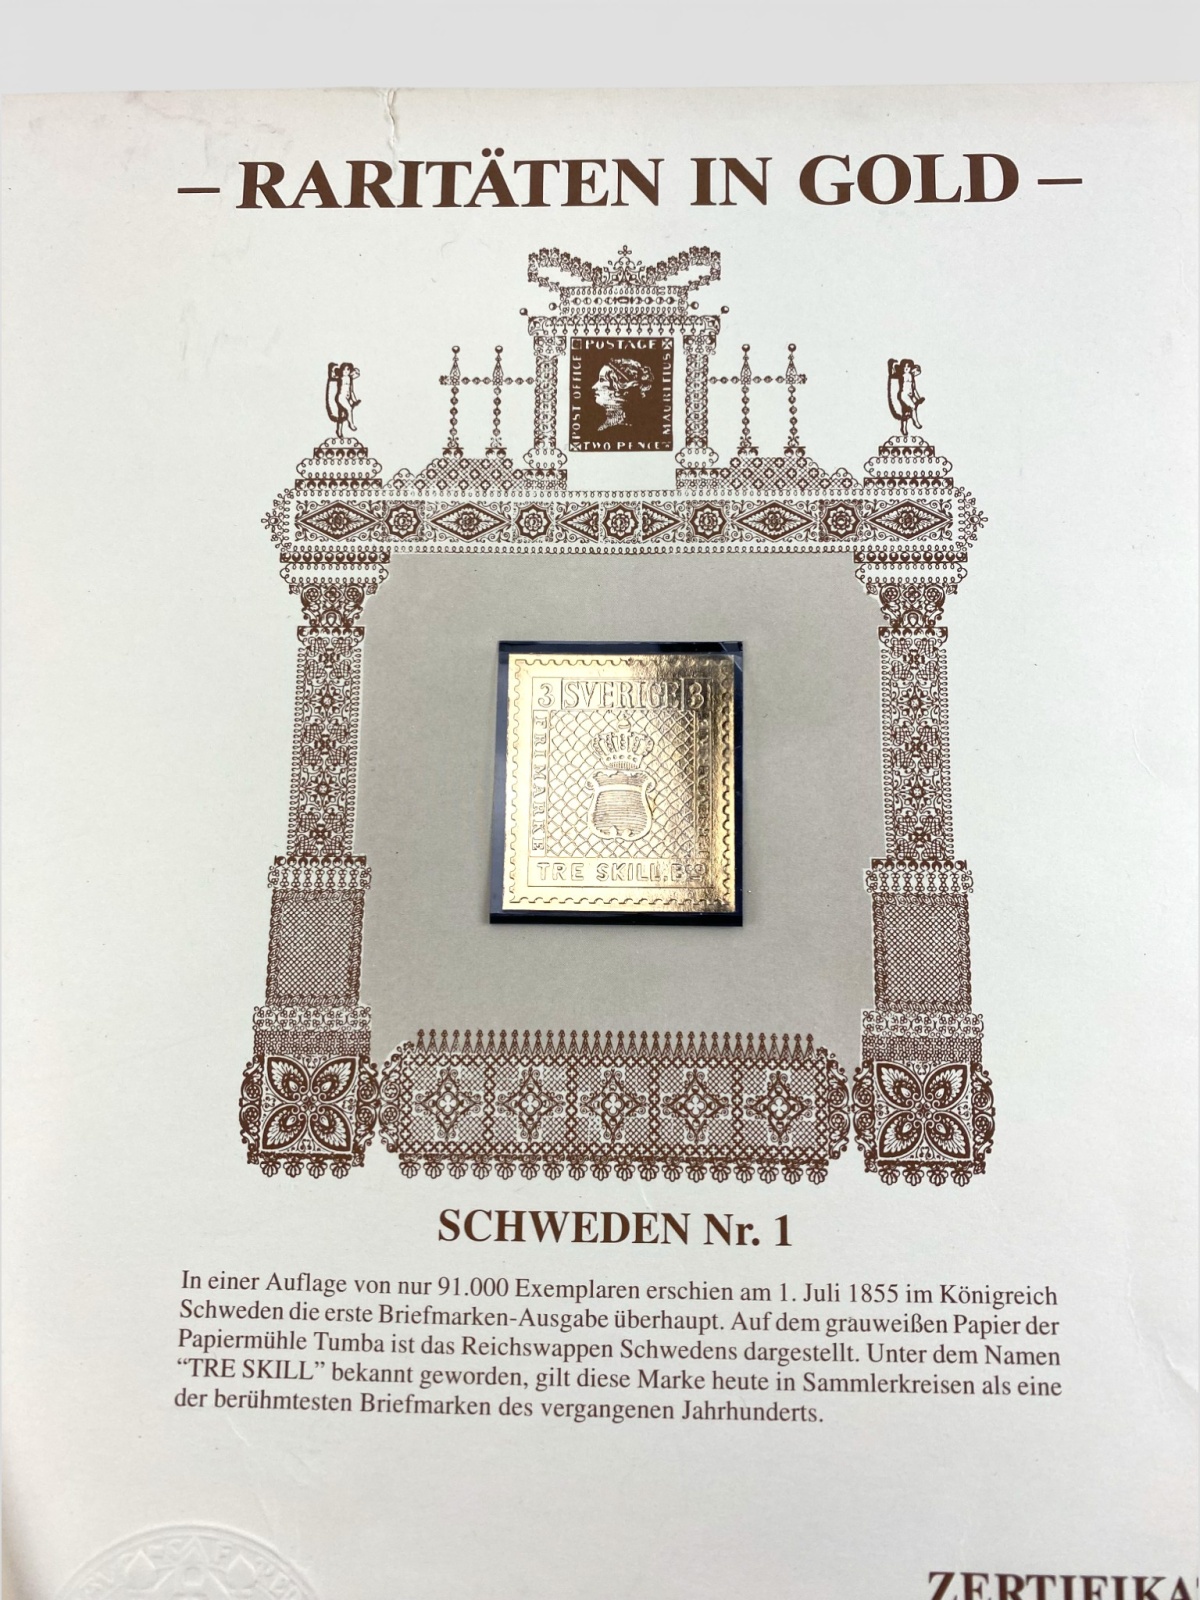 – RARITÄTEN IN GOLD –
POSTAGE
POST OFFICE
MAURITIUS
TWO PENCE
3 SVERIGE 3
FRIMARKE
TRE SKILL. Bco
SCHWEDEN Nr. 1
In einer Auflage von nur 91.000 Exemplaren erschien am 1. Juli 1855 im Königreich
Schweden die erste Briefmarken-Ausgabe überhaupt. Auf dem grauweißen Papier der
Papiermühle Tumba ist das Reichswappen Schwedens dargestellt. Unter dem Namen
“TRE SKILL” bekannt geworden, gilt diese Marke heute in Sammlerkreisen als eine
der berühmtesten Briefmarken des vergangenen Jahrhunderts.
ZERTIFIKA